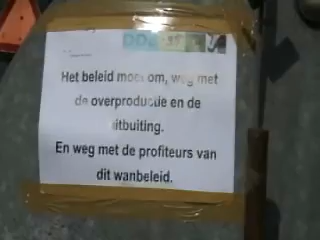 Het beleid moet om, weg met
de overproductie en de
uitbuiting.
En weg met de profiteurs van
dit wanbeleid.